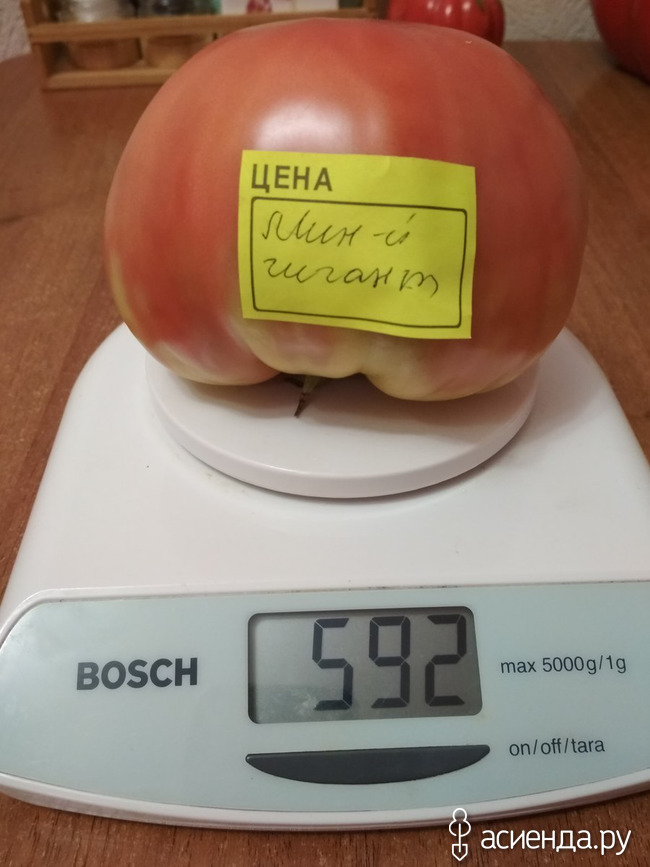 ЦЕНА
Мин-й
гигант
BOSCH
592
max 5000g/1g
on/off/tara
асиенда.ру